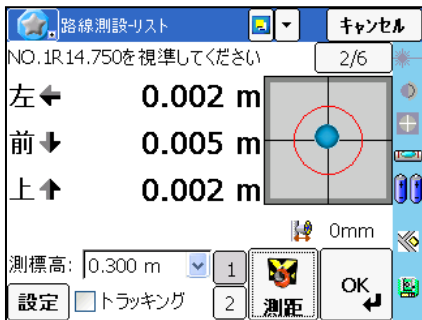 路線測設-リスト
キャンセル
NO.1R14.750を視準してください
2/6
左 0.002 m
前 0.005 m
上 0.002 m
0mm
測標高: 0.300 m
1
設定
トラッキング
2
測距
OK